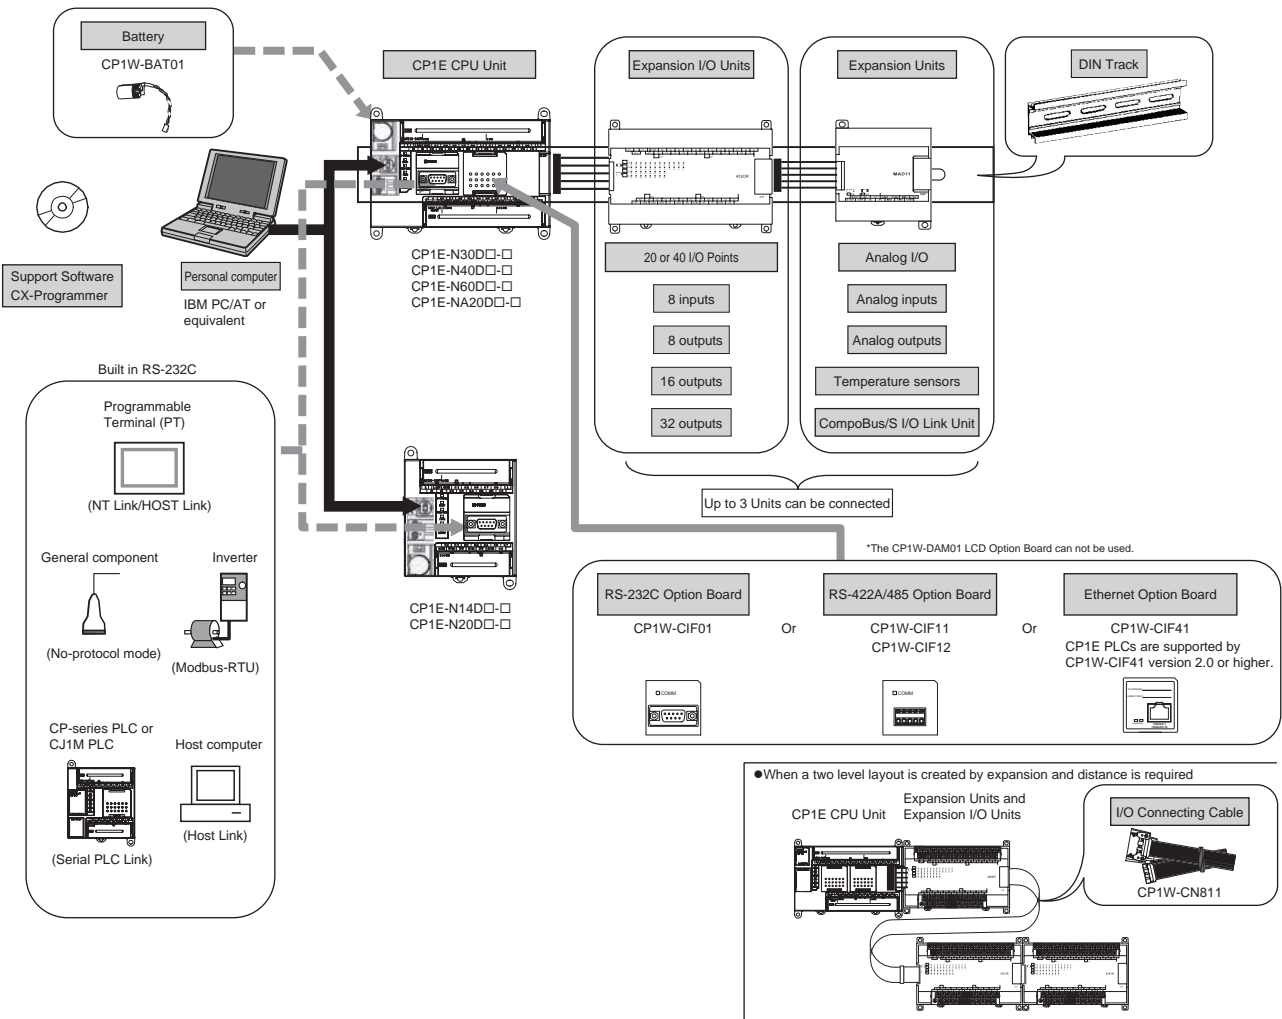 Battery
CP1W-BAT01
CP1E CPU Unit
Expansion I/O Units
Expansion Units
DIN Track
MAD11
CP1E-N30D□-□
CP1E-N40D□-□
CP1E-N60D□-□
CP1E-NA20D□-□
20 or 40 I/O Points
8 inputs
8 outputs
16 outputs
32 outputs
Analog I/O
Analog inputs
Analog outputs
Temperature sensors
CompoBus/S I/O Link Unit
Up to 3 Units can be connected
Support Software
CX-Programmer
Personal computer
IBM PC/AT or
equivalent
Built in RS-232C
Programmable
Terminal (PT)
(NT Link/HOST Link)
General component
(No-protocol mode)
Inverter
(Modbus-RTU)
CP-series PLC or
CJ1M PLC
(Serial PLC Link)
Host computer
(Host Link)
CP1E-N14D□-□
CP1E-N20D□-□
*The CP1W-DAM01 LCD Option Board can not be used.
RS-232C Option Board
CP1W-CIF01
Or
RS-422A/485 Option Board
CP1W-CIF11
CP1W-CIF12
Or
Ethernet Option Board
CP1W-CIF41
CP1E PLCs are supported by
CP1W-CIF41 version 2.0 or higher.
COMM
COMM
●When a two level layout is created by expansion and distance is required
CP1E CPU Unit
Expansion Units and
Expansion I/O Units
I/O Connecting Cable
CP1W-CN811